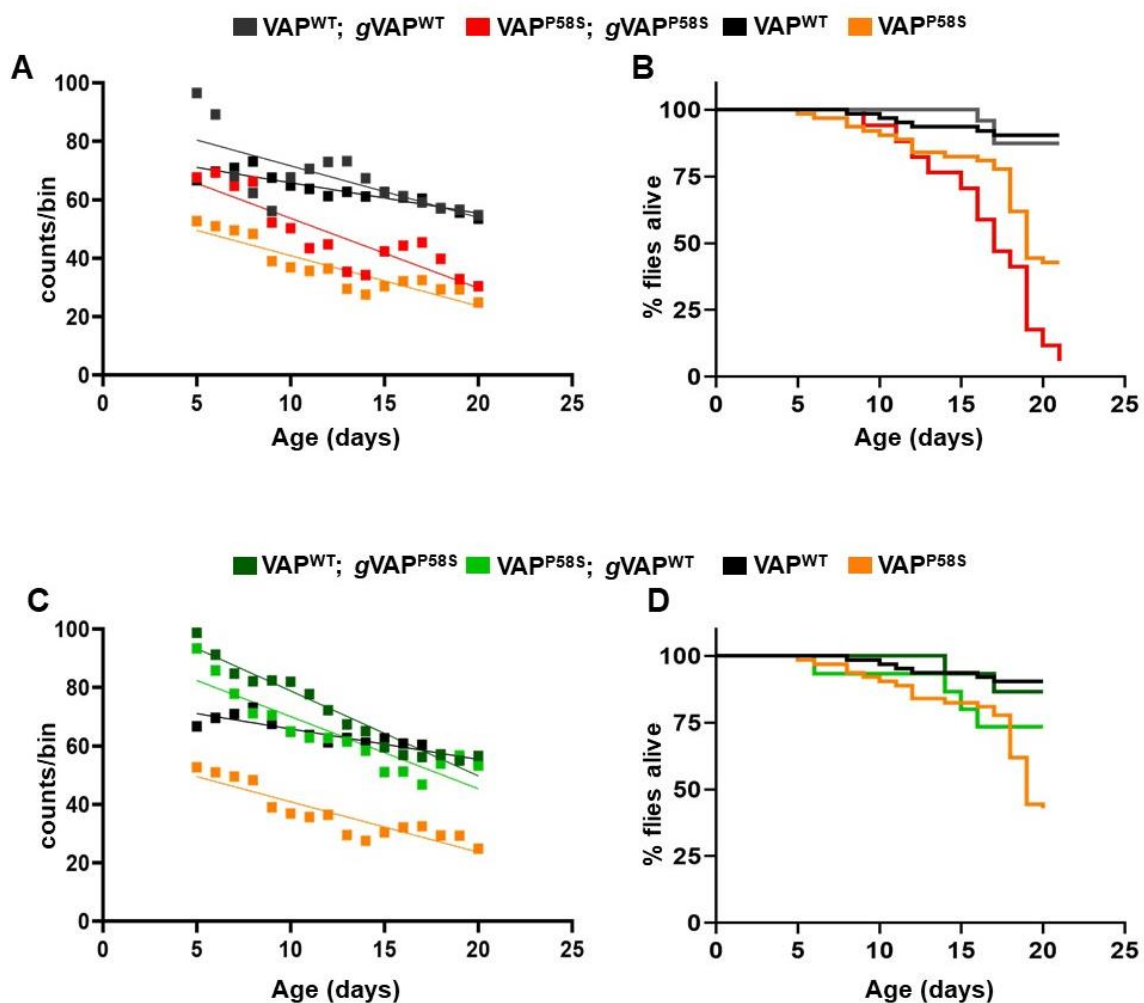 VAPWT; gVAPWT VAPP58S; gVAPP58S VAPWT VAPP58S
A
B
100
80
60
40
20
0
counts/bin
0 5 10 15 20 25
Age (days)
100
75
50
25
0
% flies alive
0 5 10 15 20 25
Age (days)
VAPWT; gVAPP58S VAPP58S; gVAPWT VAPWT VAPP58S
C
D
100
80
60
40
20
0
counts/bin
0 5 10 15 20 25
Age (days)
100
75
50
25
0
% flies alive
0 5 10 15 20 25
Age (days)